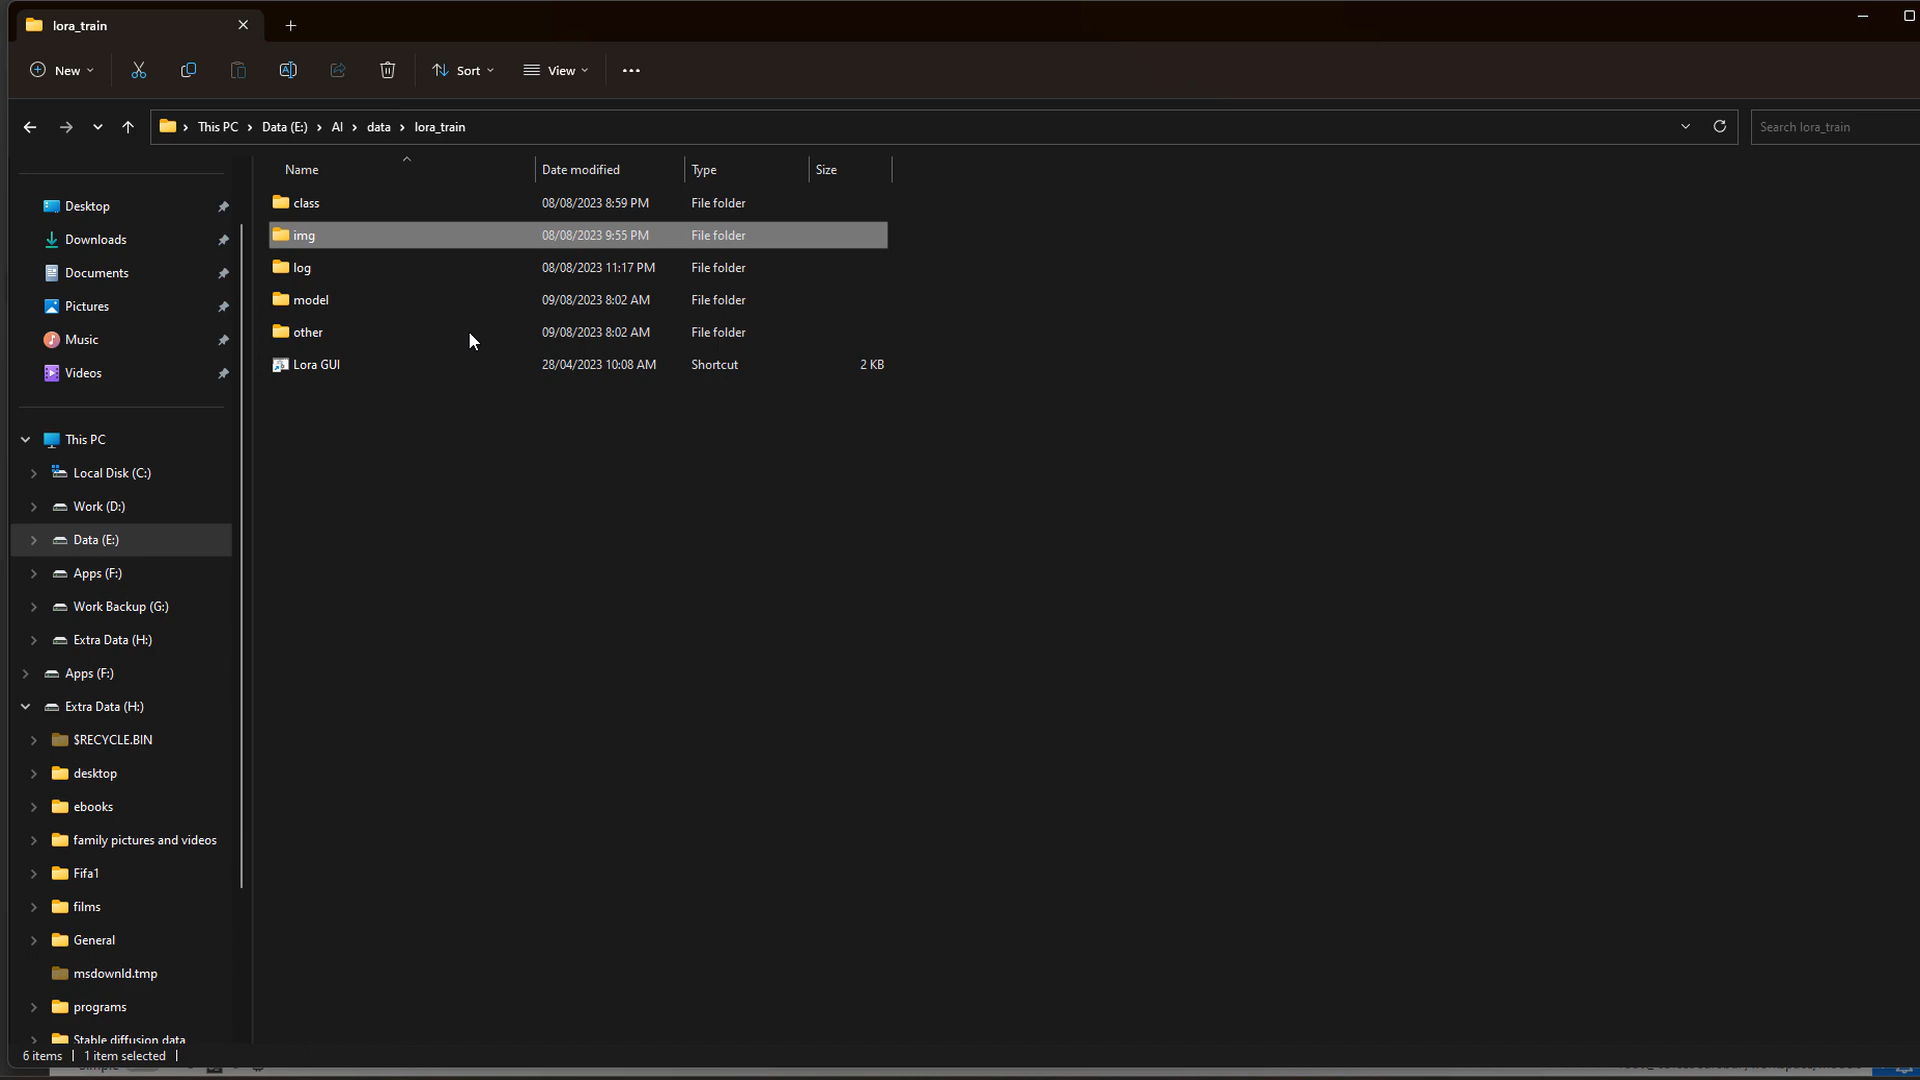 lora_train
New
Sort
View
This PC
Data (E:)
AI
data
lora_train
Search lora_train
Name
Date modified
Type
Size
class 08/08/2023 8:59 PM File folder
img 08/08/2023 9:55 PM File folder
log 08/08/2023 11:17 PM File folder
model 09/08/2023 8:02 AM File folder
other 09/08/2023 8:02 AM File folder
Lora GUI 28/04/2023 10:08 AM Shortcut 2 KB
Desktop
Downloads
Documents
Pictures
Music
Videos
This PC
Local Disk (C:)
Work (D:)
Data (E:)
Apps (F:)
Work Backup (G:)
Extra Data (H:)
Apps (F:)
Extra Data (H:)
$RECYCLE.BIN
desktop
ebooks
family pictures and videos
Fifa1
films
General
msdownld.tmp
programs
Stable diffusion data
6 items
1 item selected